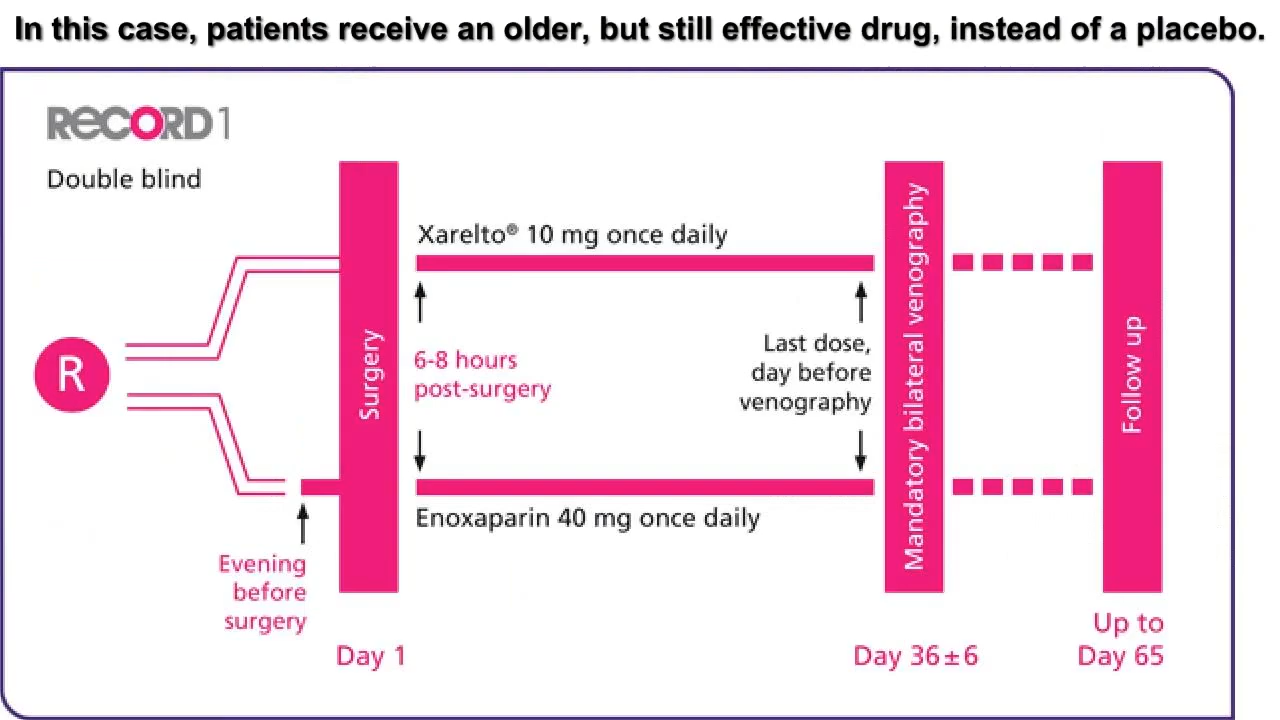 In this case, patients receive an older, but still effective drug, instead of a placebo.
RECORD 1
Double blind
Xarelto® 10 mg once daily
R
Surgery
6-8 hours
post-surgery
Last dose,
day before
venography
Mandatory bilateral venography
Follow up
Enoxaparin 40 mg once daily
Evening
before
surgery
Day 1
Day 36±6
Up to
Day 65